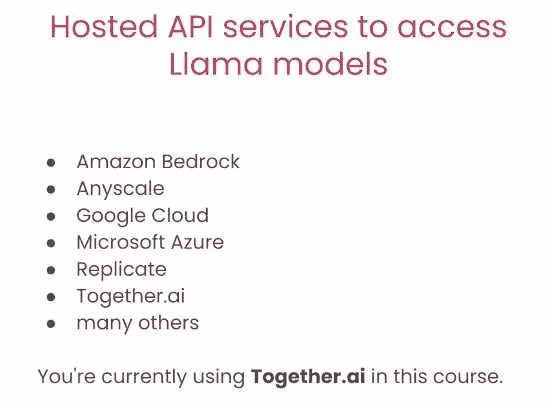 Hosted API services to access
Llama models
● Amazon Bedrock
● Anyscale
● Google Cloud
● Microsoft Azure
● Replicate
● Together.ai
● many others
You're currently using Together.ai in this course.